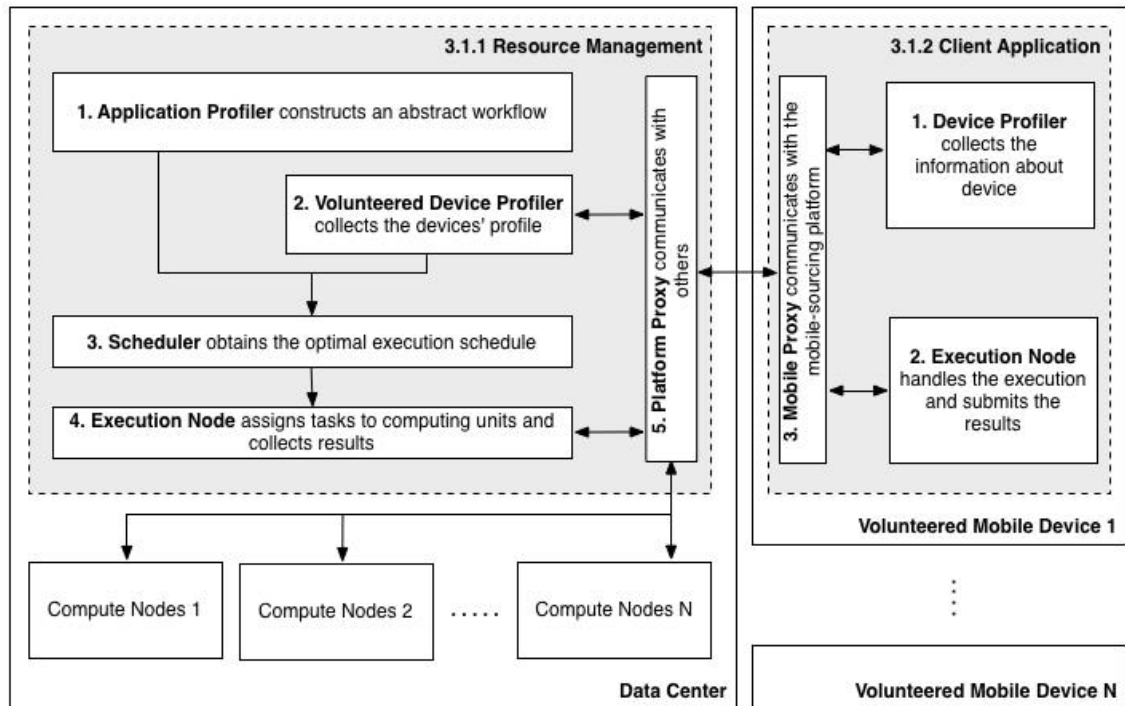 3.1.1 Resource Management
1. Application Profiler constructs an abstract workflow
2. Volunteered Device Profiler
collects the devices' profile
3. Scheduler obtains the optimal execution schedule
4. Execution Node assigns tasks to computing units and
collects results
5. Platform Proxy communicates with
others
Compute Nodes 1
Compute Nodes 2
.....
Compute Nodes N
Data Center
3.1.2 Client Application
3. Mobile Proxy communicates with the
mobile-sourcing platform
1. Device Profiler
collects the
information about
device
2. Execution Node
handles the execution
and submits the
results
Volunteered Mobile Device 1
Volunteered Mobile Device N